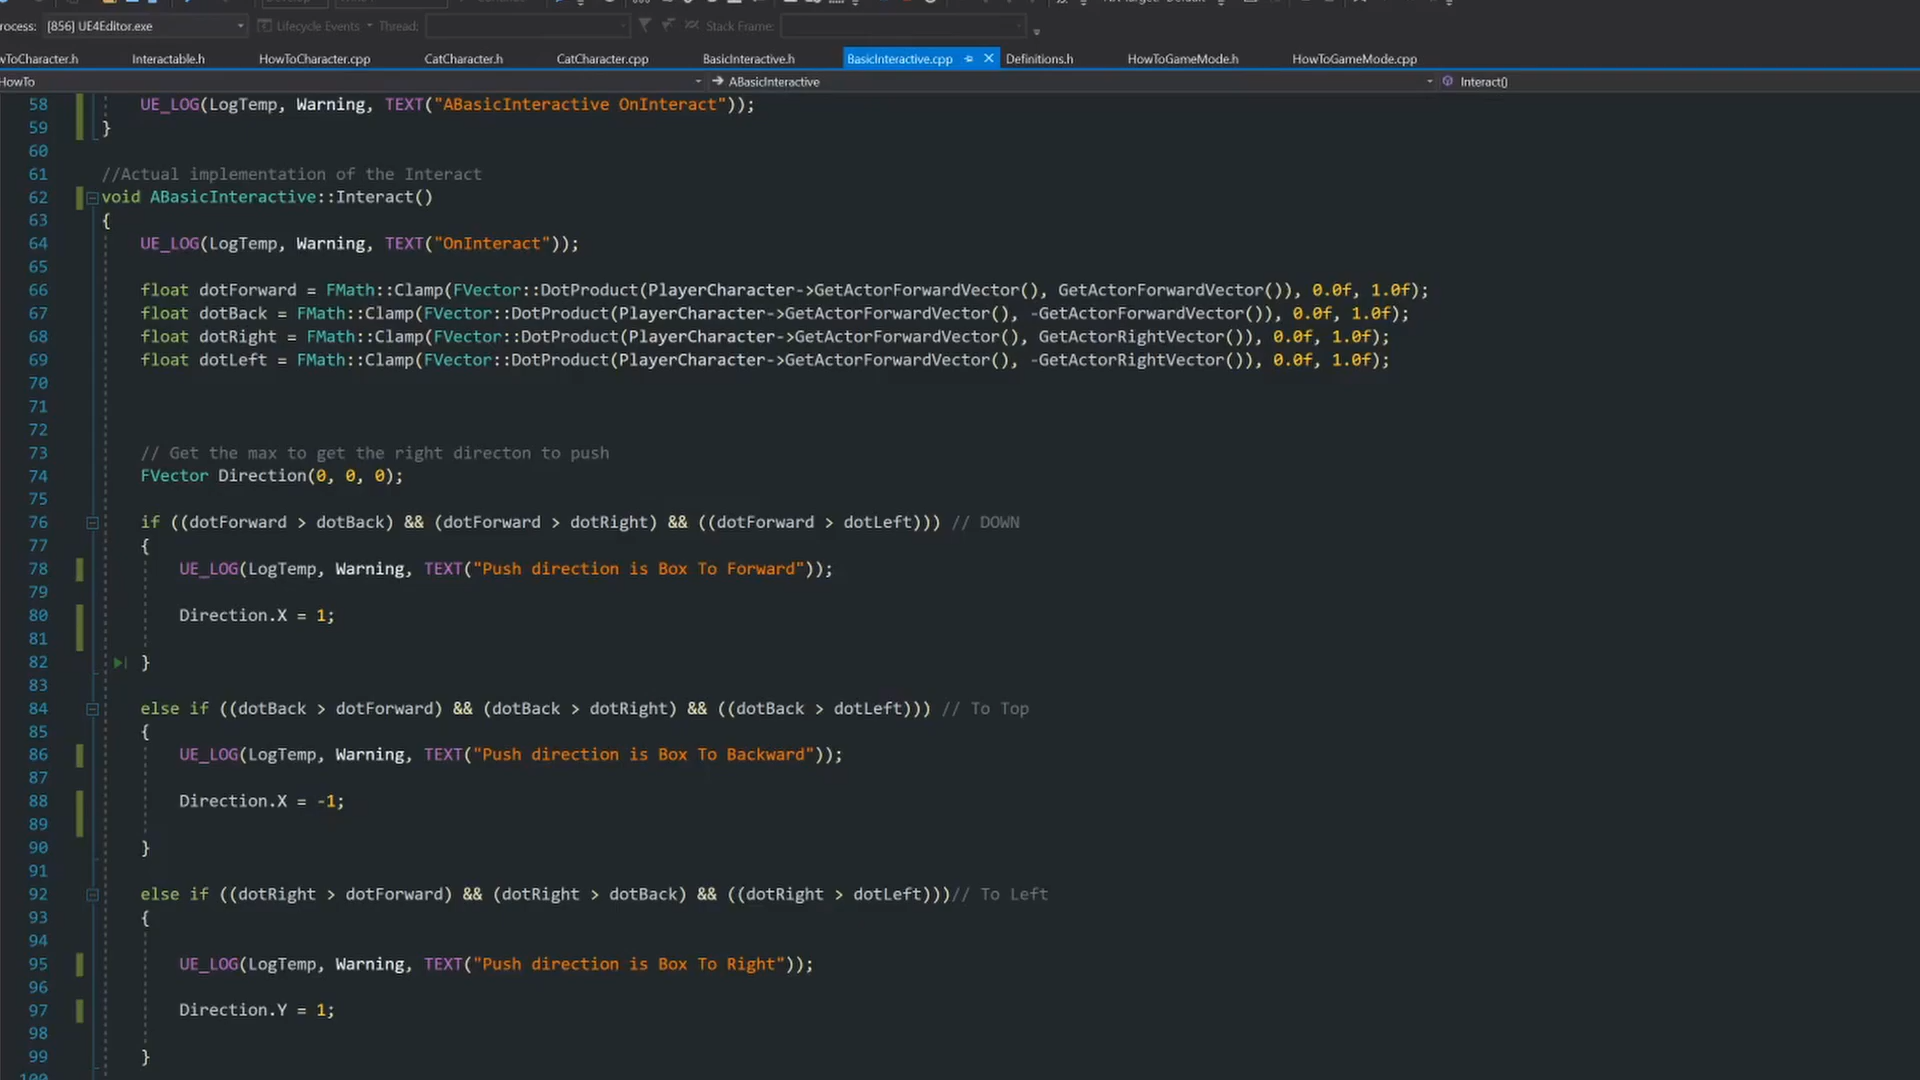 rocess: [856] UE4Editor.exe Lifecycle Events Thread: Stack Frame:
wToCharacter.h Interactable.h HowToCharacter.cpp CatCharacter.h CatCharacter.cpp BasicInteractive.h BasicInteractive.cpp Definitions.h HowToGameMode.h HowToGameMode.cpp
HowTo ABasicInteractive Interact()
58 UE_LOG(LogTemp, Warning, TEXT("ABasicInteractive OnInteract"));
59 }
60
61 //Actual implementation of the Interact
62 void ABasicInteractive::Interact()
63 {
64 UE_LOG(LogTemp, Warning, TEXT("OnInteract"));
65
66 float dotForward = FMath::Clamp(FVector::DotProduct(PlayerCharacter->GetActorForwardVector(), GetActorForwardVector()), 0.0f, 1.0f);
67 float dotBack = FMath::Clamp(FVector::DotProduct(PlayerCharacter->GetActorForwardVector(), -GetActorForwardVector()), 0.0f, 1.0f);
68 float dotRight = FMath::Clamp(FVector::DotProduct(PlayerCharacter->GetActorForwardVector(), GetActorRightVector()), 0.0f, 1.0f);
69 float dotLeft = FMath::Clamp(FVector::DotProduct(PlayerCharacter->GetActorForwardVector(), -GetActorRightVector()), 0.0f, 1.0f);
70
71
72
73 // Get the max to get the right directon to push
74 FVector Direction(0, 0, 0);
75
76 if ((dotForward > dotBack) && (dotForward > dotRight) && ((dotForward > dotLeft))) // DOWN
77 {
78 UE_LOG(LogTemp, Warning, TEXT("Push direction is Box To Forward"));
79
80 Direction.X = 1;
81
82 }
83
84 else if ((dotBack > dotForward) && (dotBack > dotRight) && ((dotBack > dotLeft))) // To Top
85 {
86 UE_LOG(LogTemp, Warning, TEXT("Push direction is Box To Backward"));
87
88 Direction.X = -1;
89
90 }
91
92 else if ((dotRight > dotForward) && (dotRight > dotBack) && ((dotRight > dotLeft)))// To Left
93 {
94
95 UE_LOG(LogTemp, Warning, TEXT("Push direction is Box To Right"));
96
97 Direction.Y = 1;
98
99 }
100